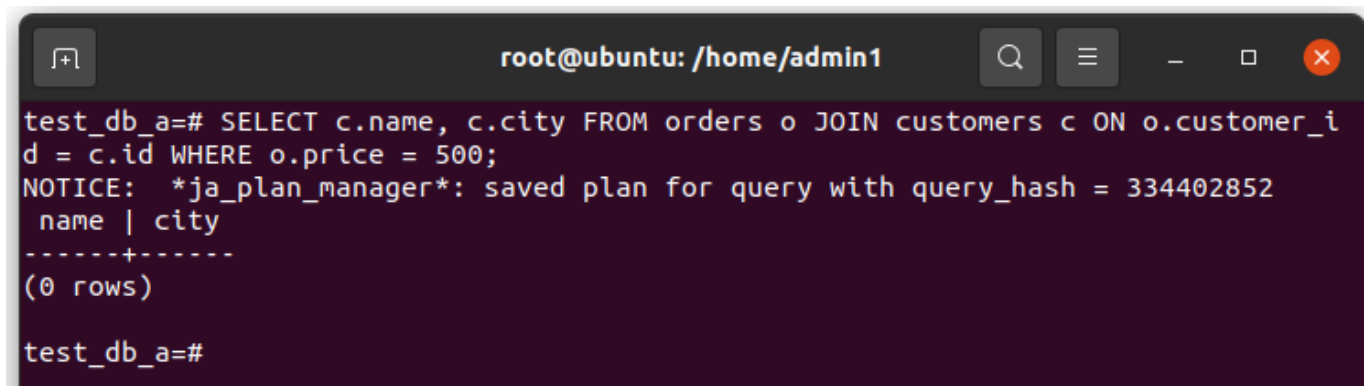 root@ubuntu: /home/admin1
test_db_a=# SELECT c.name, c.city FROM orders o JOIN customers c ON o.customer_i
d = c.id WHERE o.price = 500;
NOTICE:  *ja_plan_manager*: saved plan for query with query_hash = 334402852
 name | city
------+------
(0 rows)
test_db_a=#